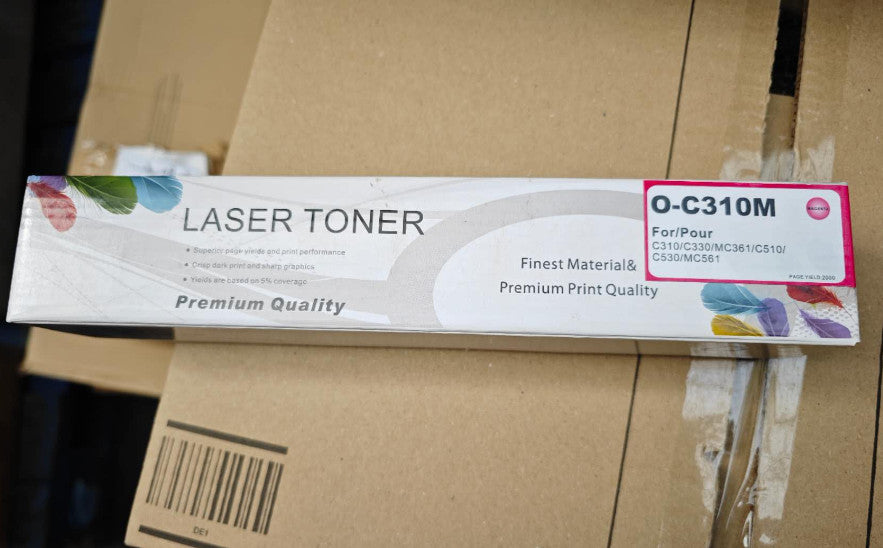 LASER TONER
• Superior page yields and print performance
• Crisp dark print and sharp graphics
• Yields are based on 5% coverage
Premium Quality
Finest Material&
Premium Print Quality
O-C310M
MAGENTA
For/Pour
C310/C330/MC361/C510/
C530/MC561
PAGE YIELD:2000
DE1